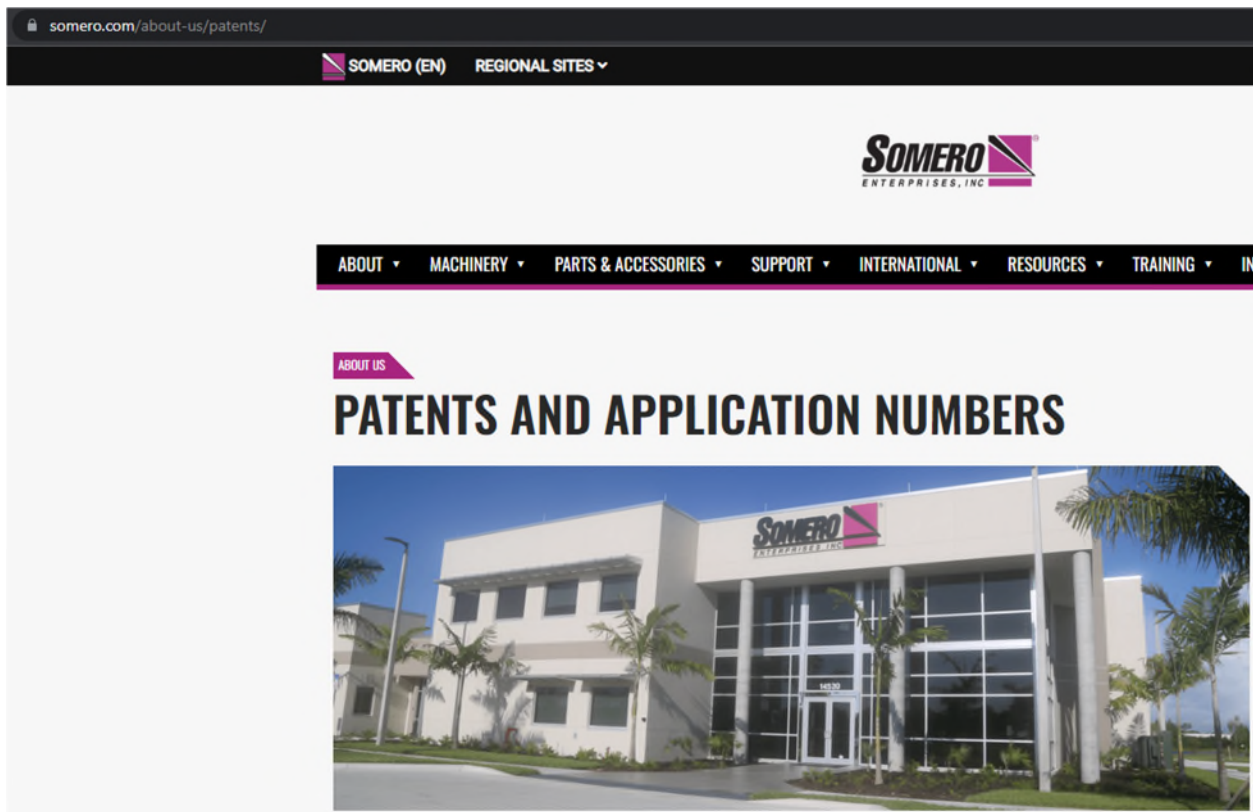 somero.com/about-us/patents/
SOMERO (EN) REGIONAL SITES
SOMERO
ENTERPRISES, INC
ABOUT MACHINERY PARTS & ACCESSORIES SUPPORT INTERNATIONAL RESOURCES TRAINING
ABOUT US
PATENTS AND APPLICATION NUMBERS
SOMERO
ENTERPRISES INC
14530